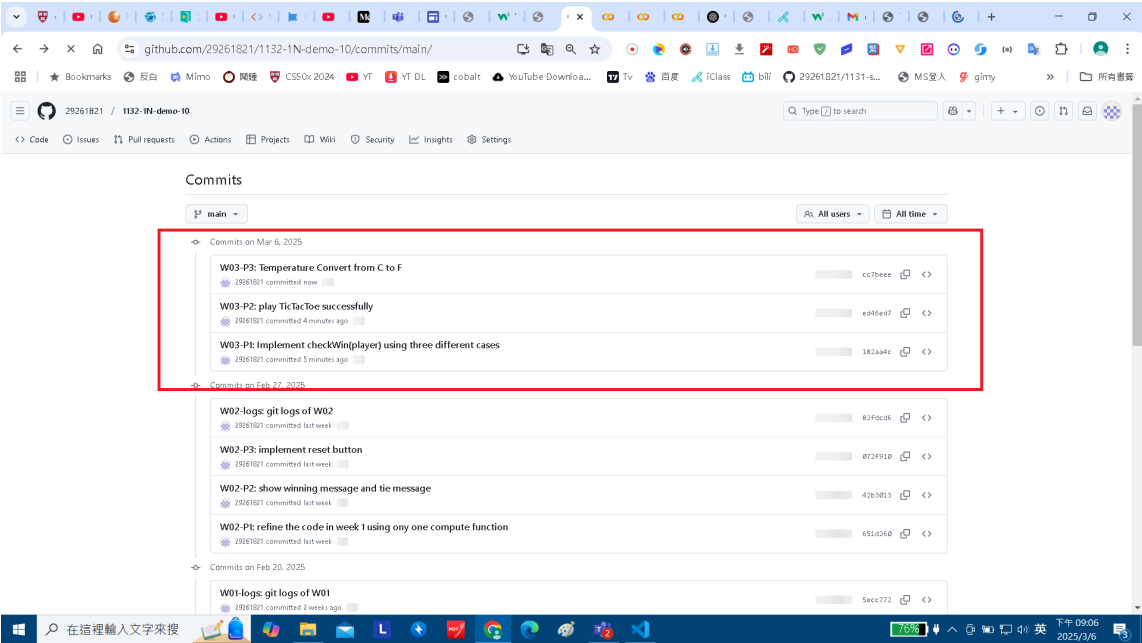 github.com/29261821/1132-1N-demo-10/commits/main/
Bookmarks 反白 Mimo 鬧鐘 CS50x 2024 YT YT DL cobalt YouTube Downloa... Tv 百度 iClass bili 29261821/1131-s... MS登入 gimy » 所有書籤
29261821 / 1132-1N-demo-10 Type / to search
Code Issues Pull requests Actions Projects Wiki Security Insights Settings
Commits
main All users All time
Commits on Mar 6, 2025
W03-P3: Temperature Convert from C to F
29261821 committed now cc7beee
W03-P2: play TicTacToe successfully
29261821 committed 4 minutes ago ed46ed7
W03-P1: Implement checkWin(player) using three different cases
29261821 committed 5 minutes ago 102aa4c
Commits on Feb 27, 2025
W02-logs: git logs of W02
29261821 committed last week 02fdcd6
W02-P3: implement reset button
29261821 committed last week 072f910
W02-P2: show winning message and tie message
29261821 committed last week 42b3013
W02-P1: refine the code in week 1 using ony one compute function
29261821 committed last week 651d260
Commits on Feb 20, 2025
W01-logs: git logs of W01
29261821 committed 2 weeks ago 5ecc772
在這裡輸入文字來搜 76% 英 下午 09:06
2025/3/6